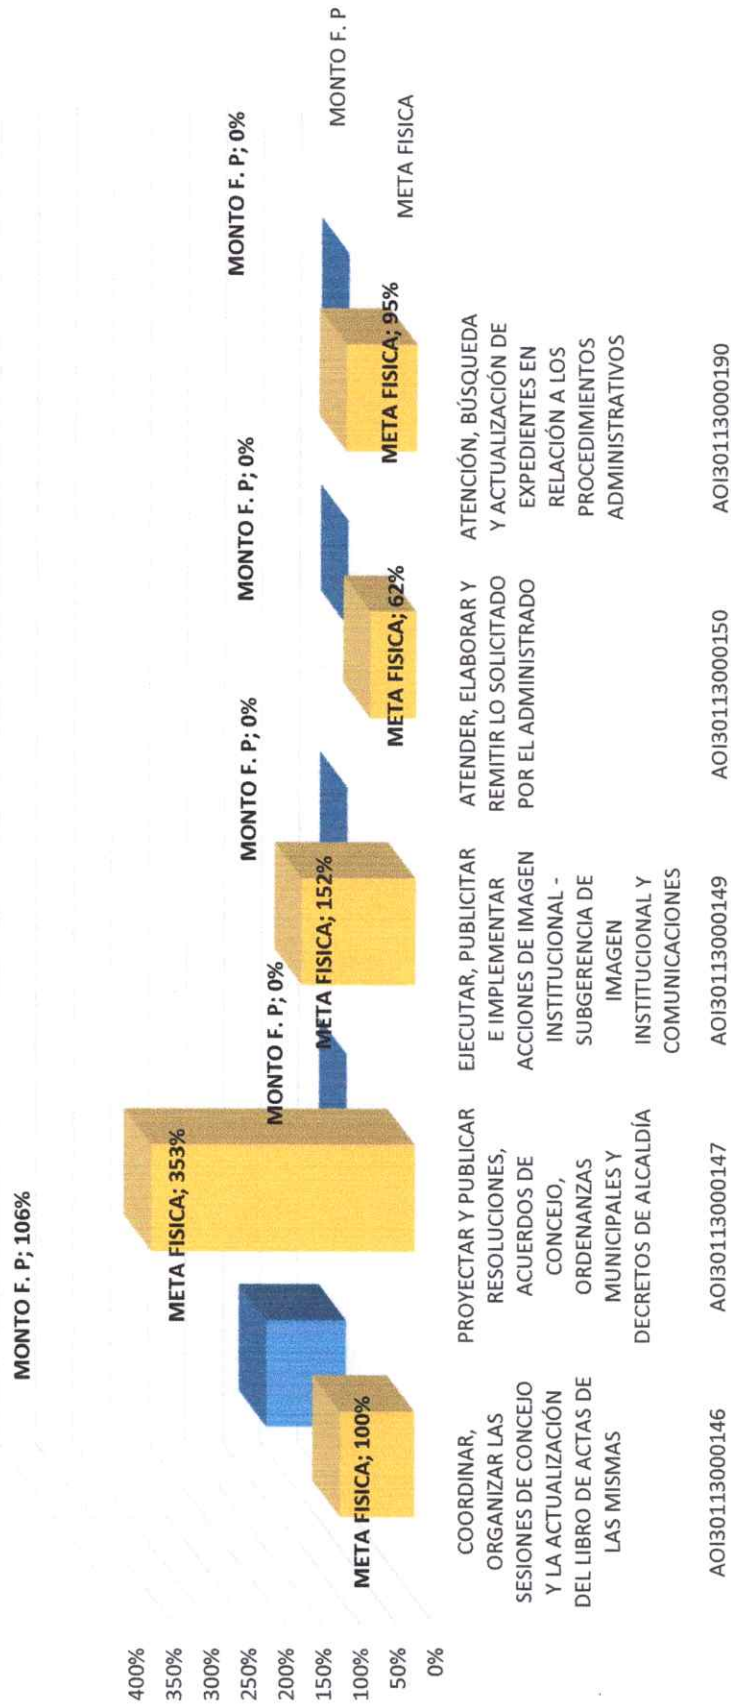 MONTO F. P; 106%
400%
350%
300%
250%
200%
150%
100%
50%
0%
META FISICA; 100%
META FISICA; 353%
MONTO F. P; 0%
META FISICA; 152%
MONTO F. P; 0%
META FISICA; 62%
MONTO F. P; 0%
META FISICA; 95%
MONTO F. P; 0%
MONTO F. P
META FISICA
COORDINAR,
ORGANIZAR LAS
SESIONES DE CONCEJO
Y LA ACTUALIZACIÓN
DEL LIBRO DE ACTAS DE
LAS MISMAS
AOI30113000146
PROYECTAR Y PUBLICAR
RESOLUCIONES,
ACUERDOS DE
CONCEJO,
ORDENANZAS
MUNICIPALES Y
DECRETOS DE ALCALDÍA
AOI30113000147
EJECUTAR, PUBLICITAR
E IMPLEMENTAR
ACCIONES DE IMAGEN
INSTITUCIONAL -
SUBGERENCIA DE
IMAGEN
INSTITUCIONAL Y
COMUNICACIONES
AOI30113000149
ATENDER, ELABORAR Y
REMITIR LO SOLICITADO
POR EL ADMINISTRADO
AOI30113000150
ATENCIÓN, BÚSQUEDA
Y ACTUALIZACIÓN DE
EXPEDIENTES EN
RELACIÓN A LOS
PROCEDIMIENTOS
ADMINISTRATIVOS
AOI30113000190